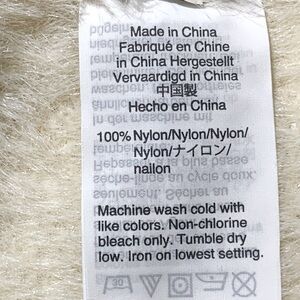 Made in China
Fabriqué en Chine
in China Hergestellt
Vervaardigd in China
中国製
Hecho en China
100% Nylon/Nylon/Nylon/
Nylon/ナイロン/
nailon
Machine wash cold with
like colors. Non-chlorine
bleach only. Tumble dry
low. Iron on lowest setting.
30